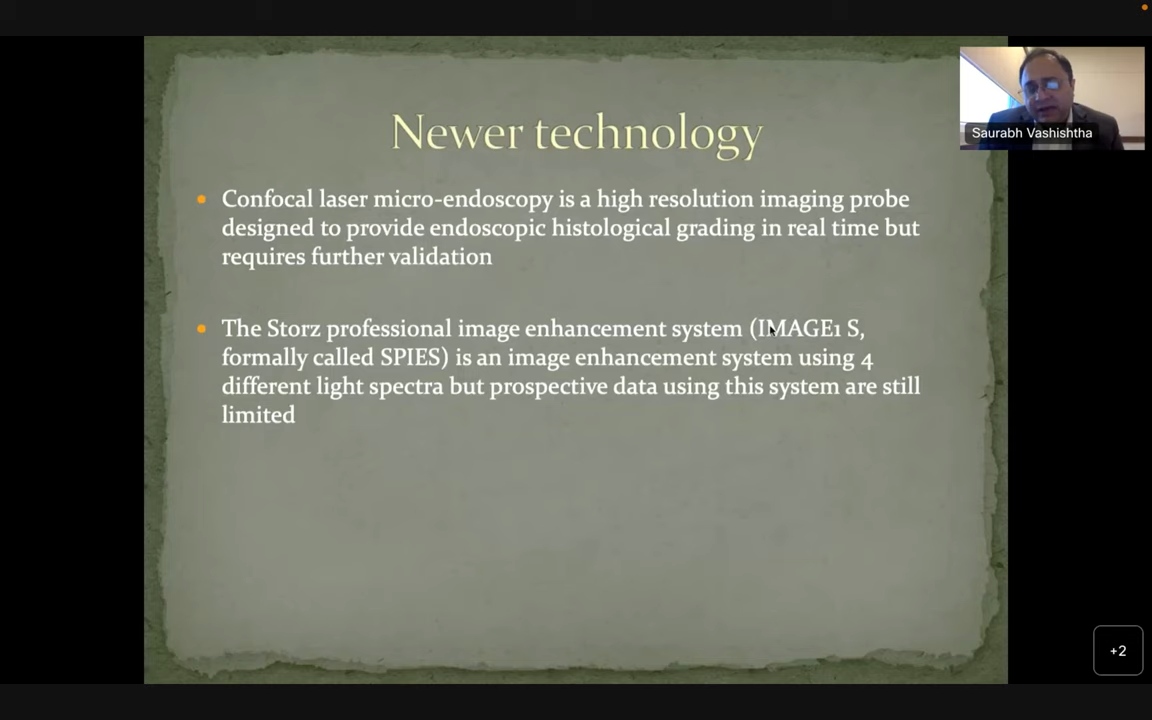 Newer technology
Confocal laser micro-endoscopy is a high resolution imaging probe
designed to provide endoscopic histological grading in real time but
requires further validation
The Storz professional image enhancement system (IMAGE1 S,
formally called SPIES) is an image enhancement system using 4
different light spectra but prospective data using this system are still
limited
Saurabh Vashishtha
+2